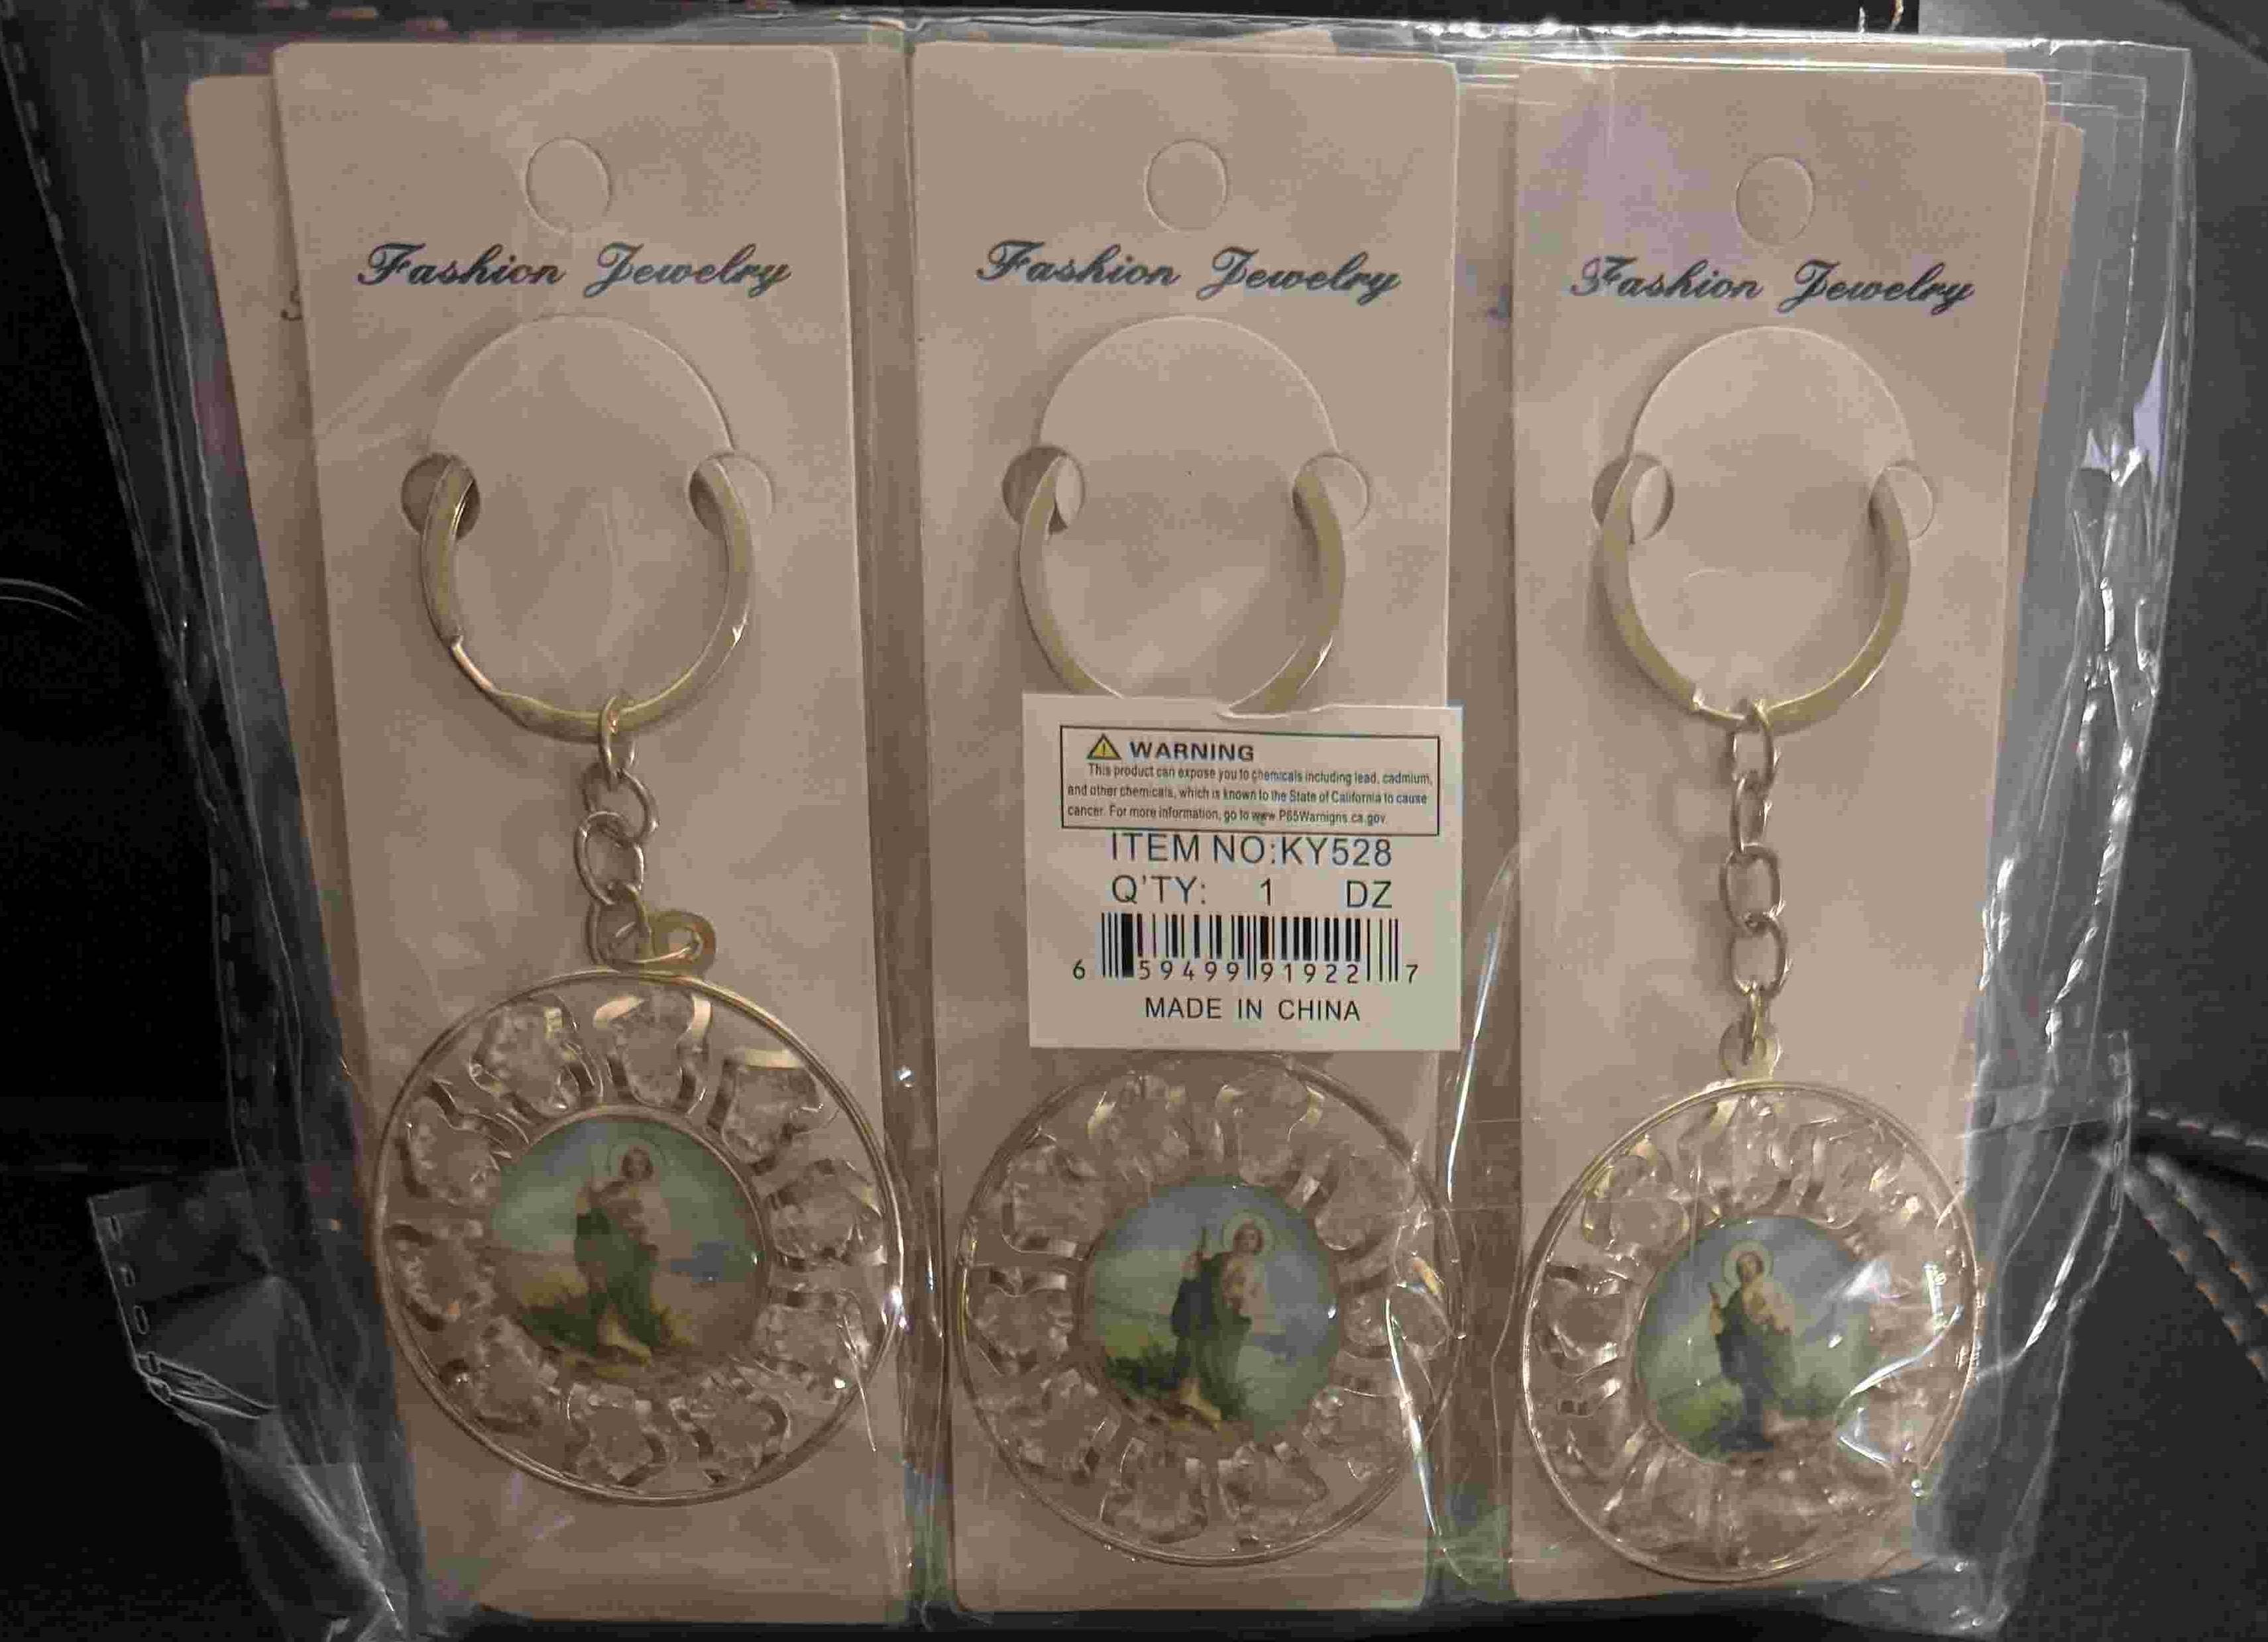 Fashion Jewelry
Fashion Jewelry
Fashion Jewelry
WARNING
This product can expose you to chemicals including lead, cadmium,
and other chemicals, which is known to the State of California to cause
cancer. For more information, go to www P65Warnigns.ca.gov
ITEM NO:KY528
Q'TY: 1 DZ
6 59499 91922 7
MADE IN CHINA